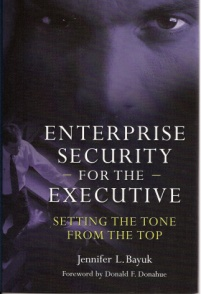 ENTERPRISE
SECURITY
– FOR THE –
EXECUTIVE
SETTING THE TONE
FROM THE TOP
Jennifer L. Bayuk
Foreword by Donald F. Donahue